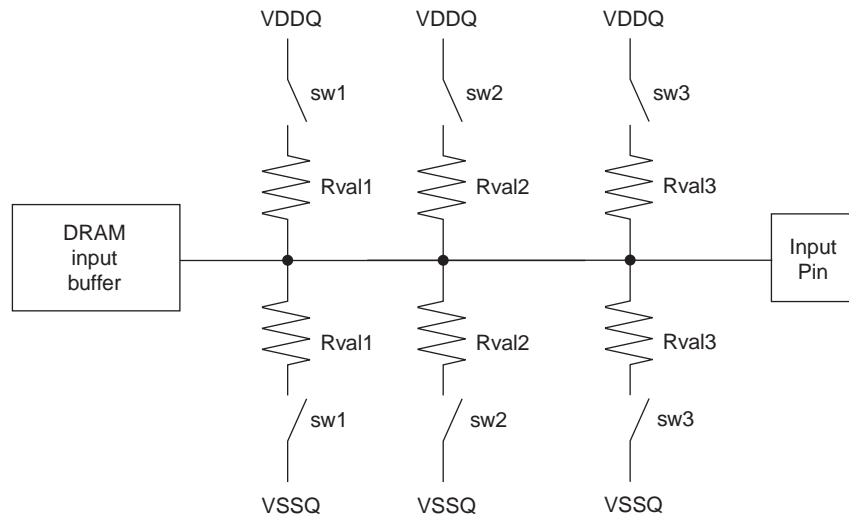 VDDQ VDDQ VDDQ
sw1 sw2 sw3
Rval1 Rval2 Rval3
DRAM
input
buffer
Input
Pin
Rval1 Rval2 Rval3
sw1 sw2 sw3
VSSQ VSSQ VSSQ